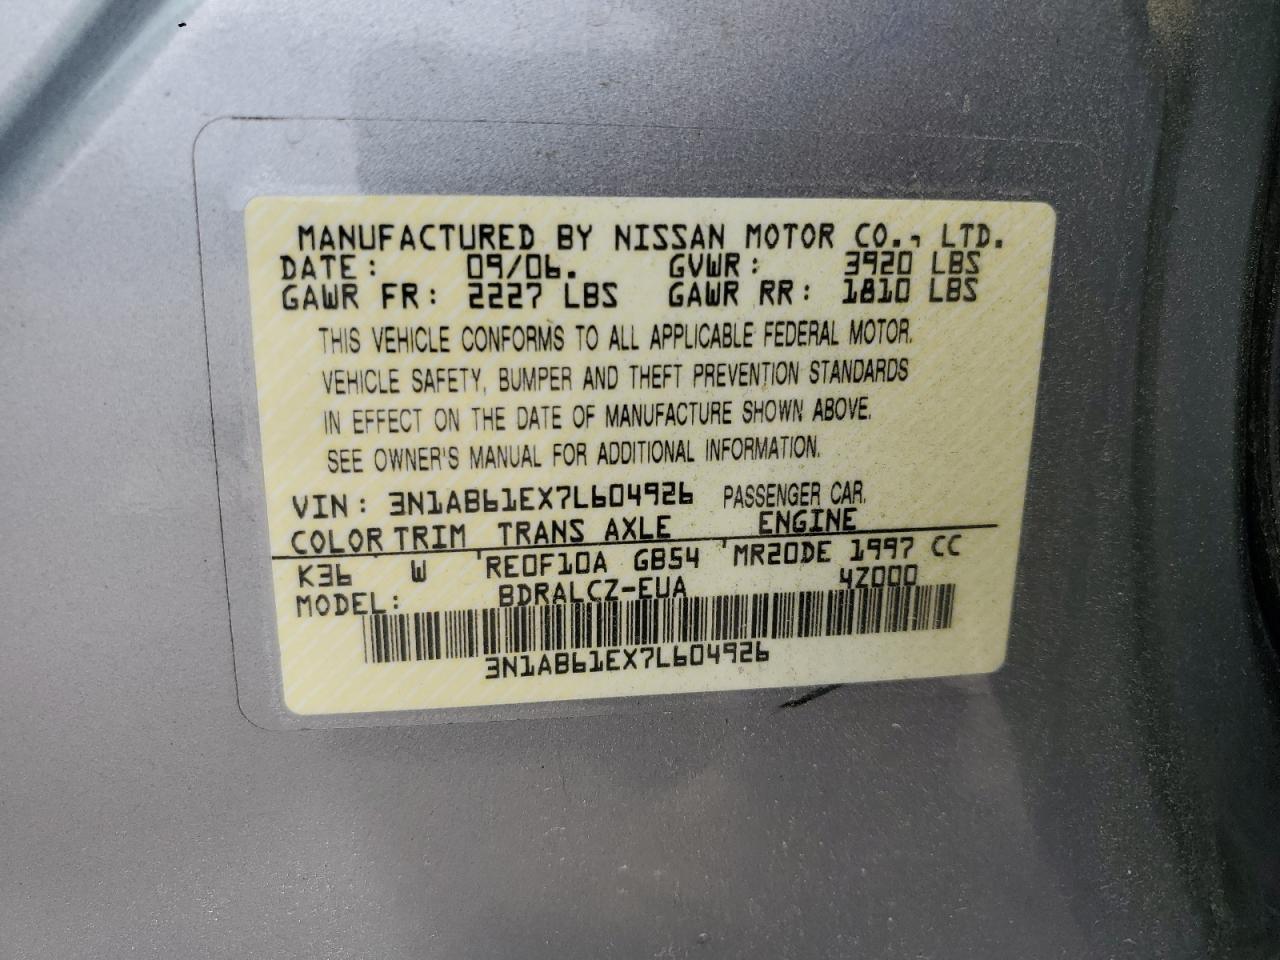 MANUFACTURED BY NISSAN MOTOR CO., LTD.
DATE: 09/06. GVWR: 3920 LBS
GAWR FR: 2227 LBS GAWR RR: 1810 LBS
THIS VEHICLE CONFORMS TO ALL APPLICABLE FEDERAL MOTOR.
VEHICLE SAFETY, BUMPER AND THEFT PREVENTION STANDARDS
IN EFFECT ON THE DATE OF MANUFACTURE SHOWN ABOVE.
SEE OWNER'S MANUAL FOR ADDITIONAL INFORMATION.
VIN: 3N1AB61EX7L604926 PASSENGER CAR.
COLOR TRIM TRANS AXLE ENGINE
K36 W RE0F10A GB54 MR20DE 1997 CC
MODEL: BDRALCZ-EUA 4Z000
3N1AB61EX7L604926